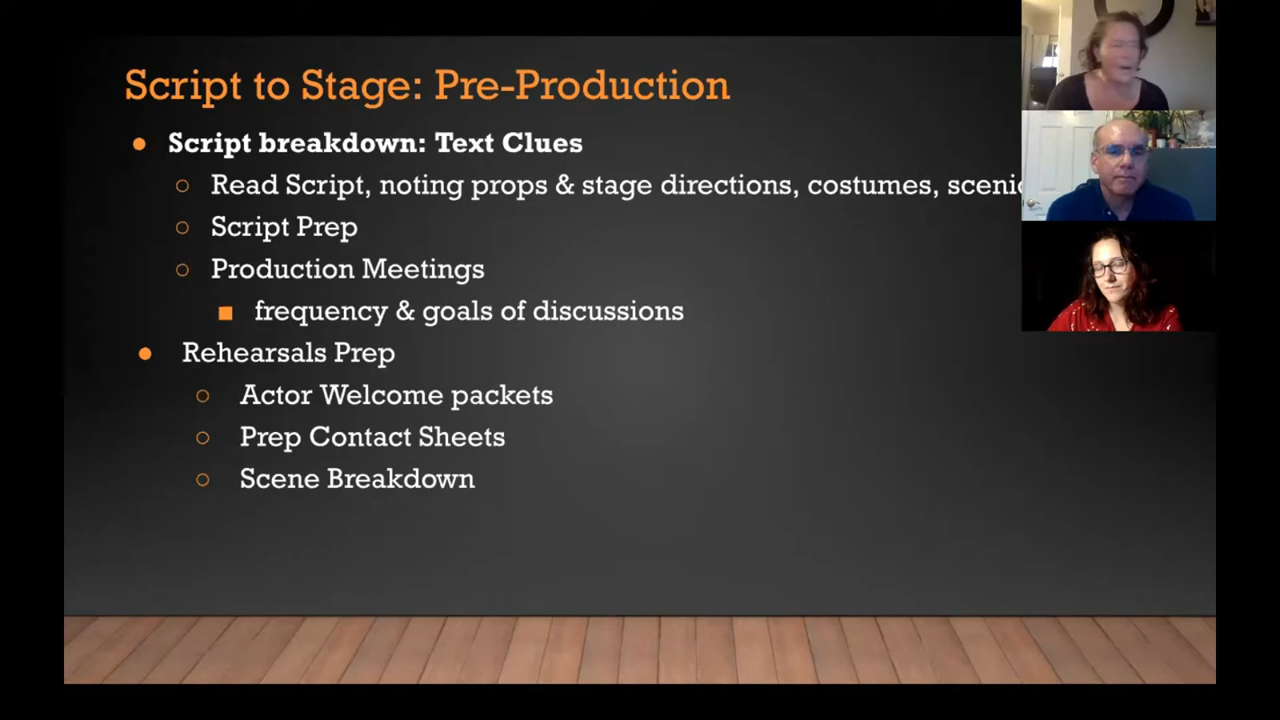 Script to Stage: Pre-Production
Script breakdown: Text Clues
Read Script, noting props & stage directions, costumes,
Script Prep
Production Meetings
frequency & goals of discussions
Rehearsals Prep
Actor Welcome packets
Prep Contact Sheets
Scene Breakdown